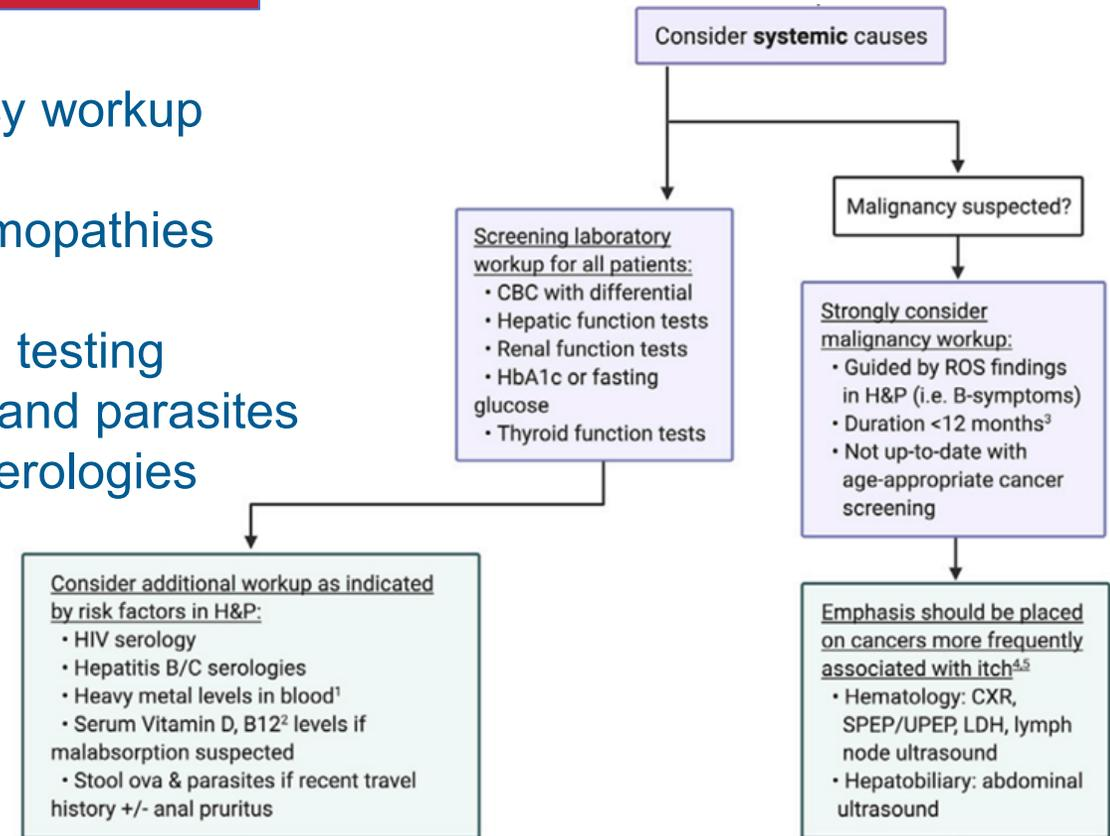 y workup
mopathies
testing
and parasites
erologies
Consider systemic causes
Malignancy suspected?
Screening laboratory
workup for all patients:
• CBC with differential
• Hepatic function tests
• Renal function tests
• HbA1c or fasting
glucose
• Thyroid function tests
Strongly consider
malignancy workup:
• Guided by ROS findings
in H&P (i.e. B-symptoms)
• Duration <12 months³
• Not up-to-date with
age-appropriate cancer
screening
Consider additional workup as indicated
by risk factors in H&P:
• HIV serology
• Hepatitis B/C serologies
• Heavy metal levels in blood¹
• Serum Vitamin D, B12² levels if
malabsorption suspected
• Stool ova & parasites if recent travel
history +/- anal pruritus
Emphasis should be placed
on cancers more frequently
associated with itch⁴,⁵
• Hematology: CXR,
SPEP/UPEP, LDH, lymph
node ultrasound
• Hepatobiliary: abdominal
ultrasound